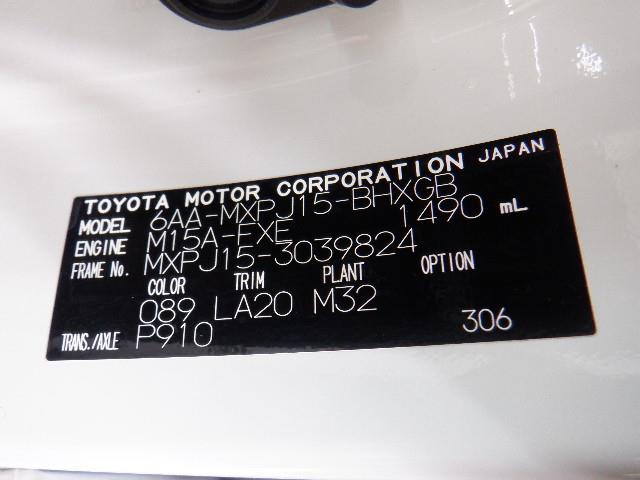 TOYOTA MOTOR CORPORATION JAPAN
MODEL 6AA-MXPJ15-BHXGB
ENGINE M15A-FXE 1490 mL
FRAME No. MXPJ15-3039824
COLOR TRIM PLANT OPTION
089 LA20 M32
TRANS./AXLE P910 306